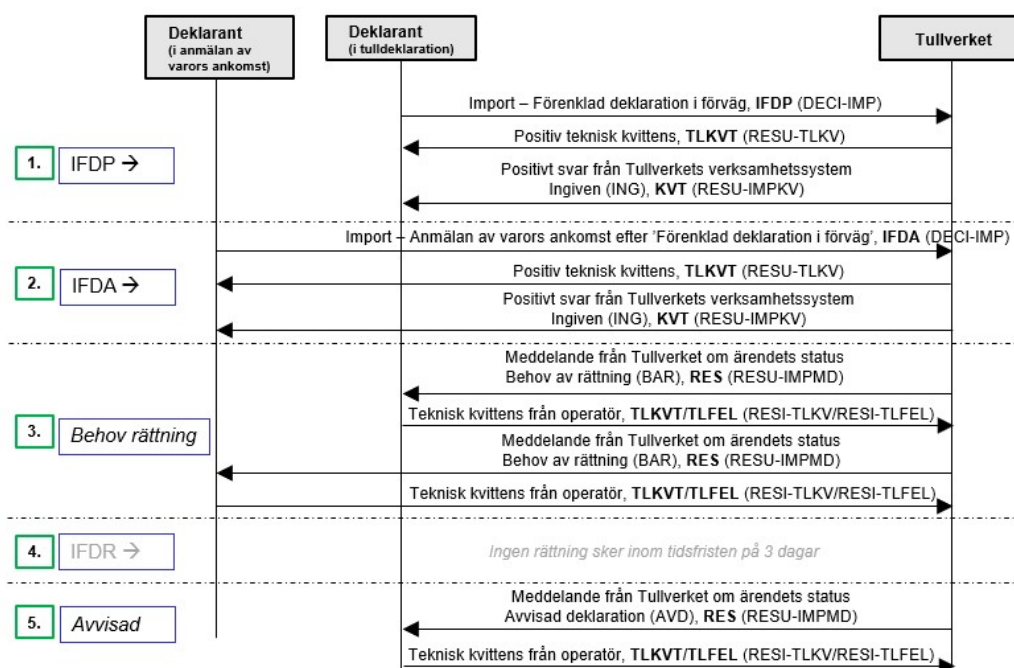 Deklarant
(i anmälan av
varors ankomst)
Deklarant
(i tulldeklaration)
Tullverket
Import – Förenklad deklaration i förväg, IFDP (DECI-IMP)
Positiv teknisk kvittens, TLKVT (RESU-TLKV)
1.
IFDP →
Positivt svar från Tullverkets verksamhetssystem
Ingiven (ING), KVT (RESU-IMPKV)
Import – Anmälan av varors ankomst efter 'Förenklad deklaration i förväg', IFDA (DECI-IMP)
Positiv teknisk kvittens, TLKVT (RESU-TLKV)
2.
IFDA →
Positivt svar från Tullverkets verksamhetssystem
Ingiven (ING), KVT (RESU-IMPKV)
Meddelande från Tullverket om ärendets status
Behov av rättning (BAR), RES (RESU-IMPMD)
Teknisk kvittens från operatör, TLKVT/TLFEL (RESI-TLKV/RESI-TLFEL)
3.
Behov rättning
Meddelande från Tullverket om ärendets status
Behov av rättning (BAR), RES (RESU-IMPMD)
Teknisk kvittens från operatör, TLKVT/TLFEL (RESI-TLKV/RESI-TLFEL)
4.
IFDR →
Ingen rättning sker inom tidsfristen på 3 dagar
Meddelande från Tullverket om ärendets status
5.
Avvisad
Avvisad deklaration (AVD), RES (RESU-IMPMD)
Teknisk kvittens från operatör, TLKVT/TLFEL (RESI-TLKV/RESI-TLFEL)